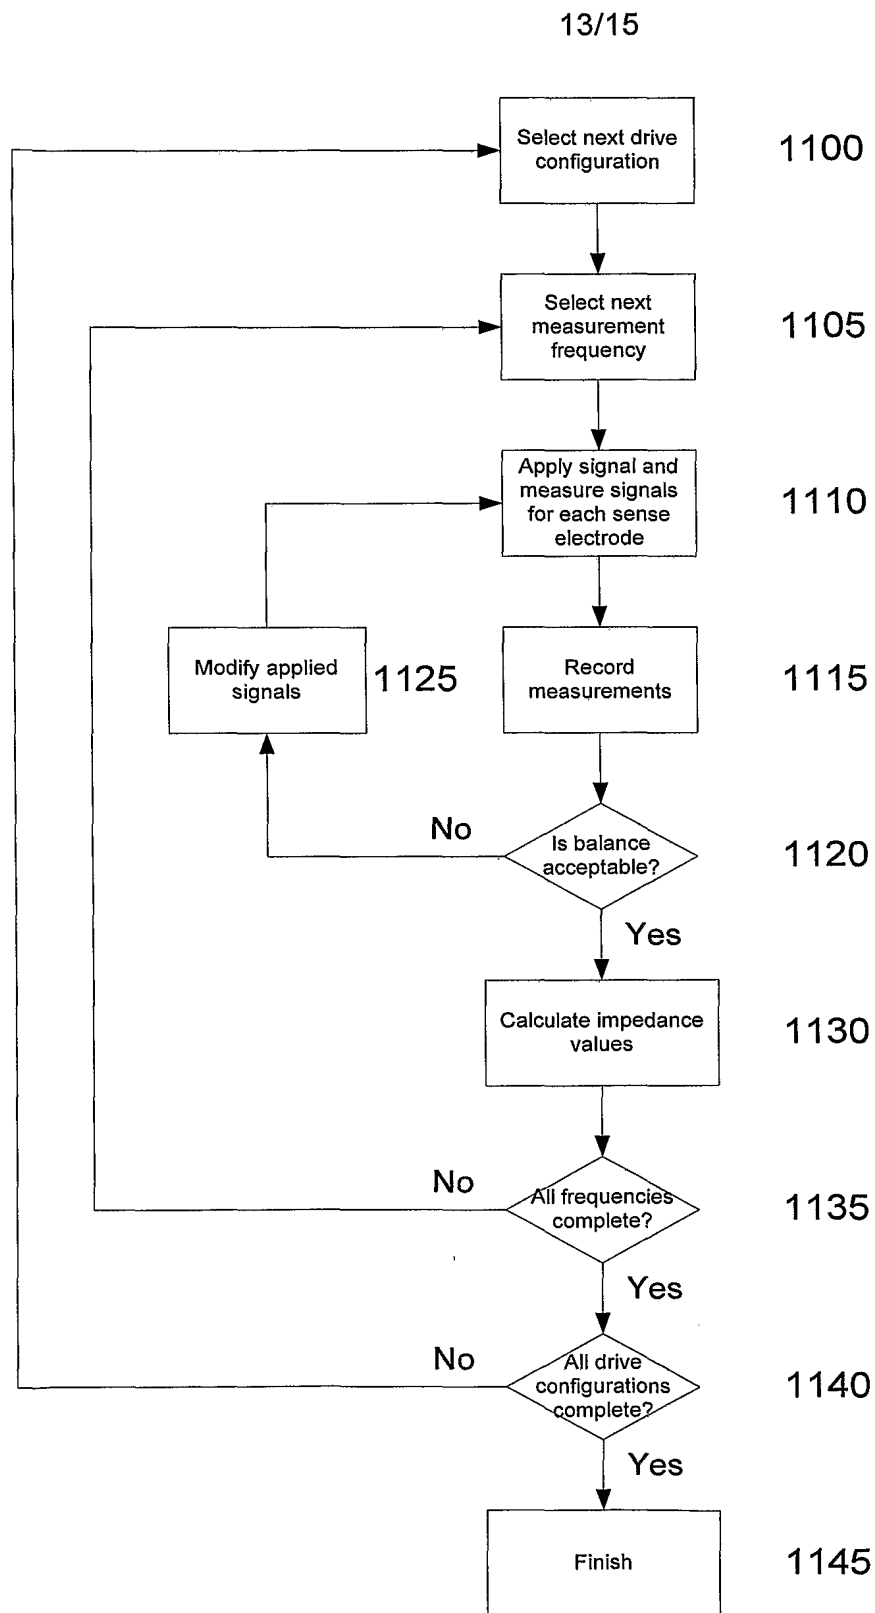 13/15
Select next drive
configuration
1100
Select next
measurement
frequency
1105
Apply signal and
measure signals
for each sense
electrode
1110
Modify applied
signals
1125
Record
measurements
1115
No
Is balance
acceptable?
1120
Yes
Calculate impedance
values
1130
No
All frequencies
complete?
1135
Yes
No
All drive
configurations
complete?
1140
Yes
Finish
1145